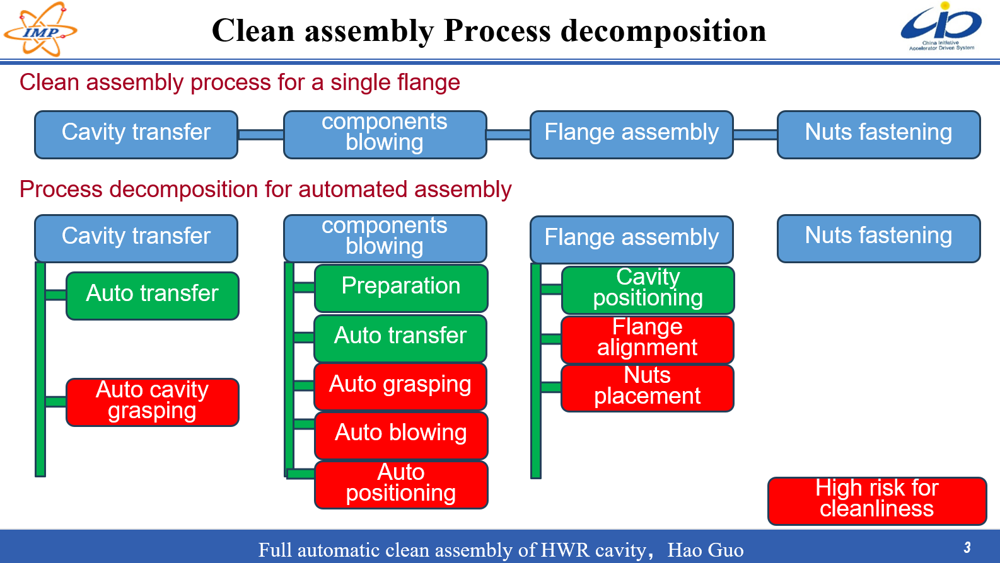 IMP
Clean assembly Process decomposition
China Initiative
Accelerator Driven System
Clean assembly process for a single flange
Cavity transfer
components
blowing
Flange assembly
Nuts fastening
Process decomposition for automated assembly
Cavity transfer
Auto transfer
Auto cavity
grasping
components
blowing
Preparation
Auto transfer
Auto grasping
Auto blowing
Auto
positioning
Flange assembly
Cavity
positioning
Flange
alignment
Nuts
placement
Nuts fastening
High risk for
cleanliness
Full automatic clean assembly of HWR cavity，Hao Guo
3